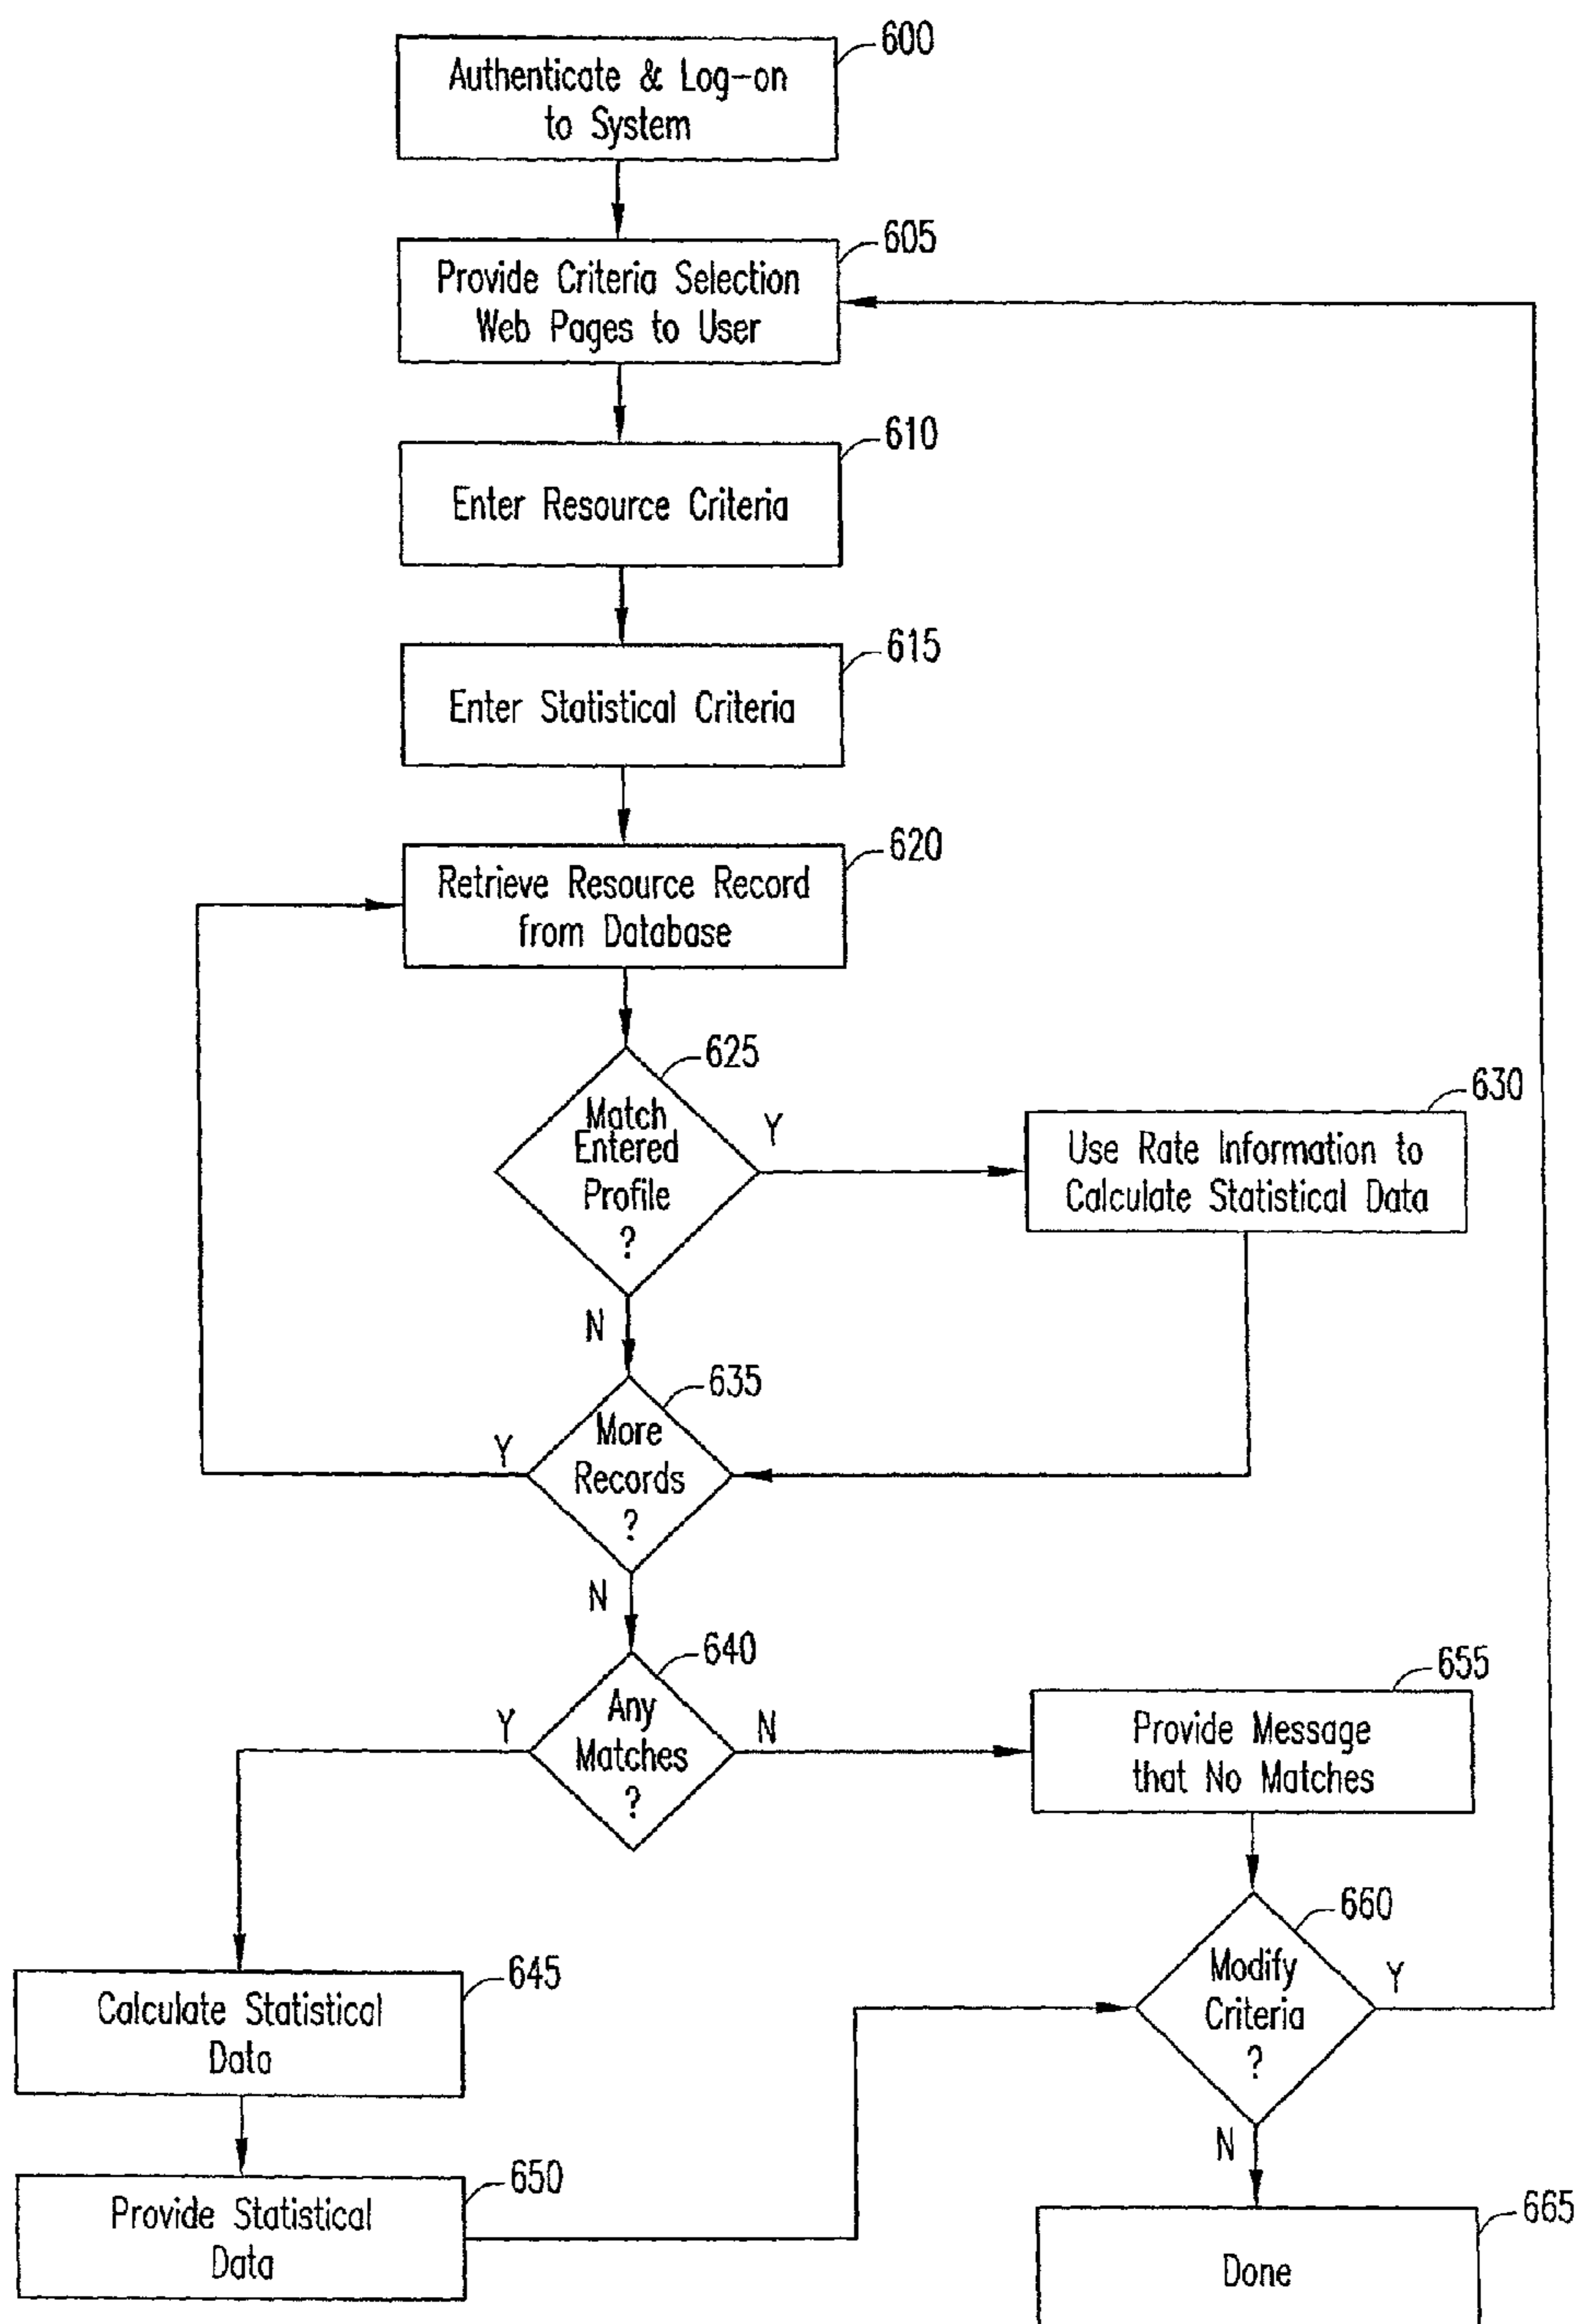 600
Authenticate & Log-on
to System
605
Provide Criteria Selection
Web Pages to User
610
Enter Resource Criteria
615
Enter Statistical Criteria
620
Retrieve Resource Record
from Database
625
Match
Entered
Profile
?
Y
N
630
Use Rate Information to
Calculate Statistical Data
635
More
Records
?
Y
N
640
Any
Matches
?
Y
N
655
Provide Message
that No Matches
660
Modify
Criteria
?
Y
N
645
Calculate Statistical
Data
650
Provide Statistical
Data
665
Done